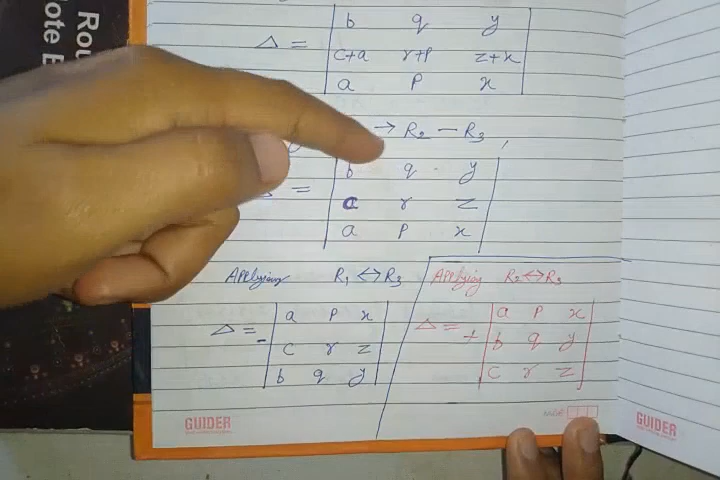 Rou
ote B
b q y
Δ = c+a r+p z+x
a p x
→ R₂ − R₃,
b q y
= c r z
a p x
Applying R₁ ↔ R₃
a p x
Δ = - c r z
b q y
Applying R₂ ↔ R₃
a p x
Δ = + b q y
c r z
GUIDER
PAGE
GUIDER